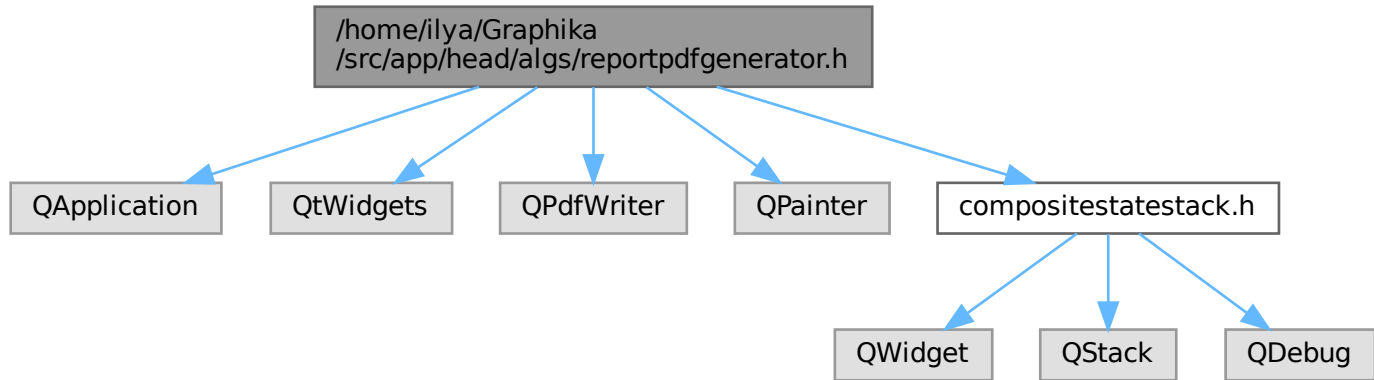 /home/ilya/Graphika
/src/app/head/algs/reportpdfgenerator.h
QApplication
QtWidgets
QPdfWriter
QPainter
compositestatestack.h
QWidget
QStack
QDebug